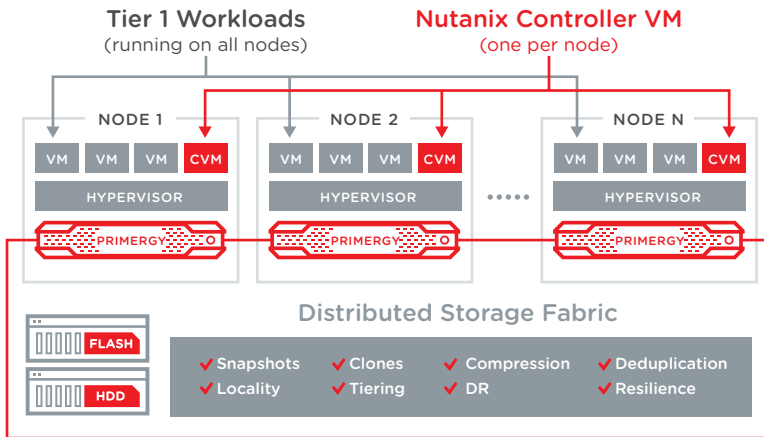 Tier 1 Workloads
(running on all nodes)
Nutanix Controller VM
(one per node)
NODE 1
VM VM VM CVM
HYPERVISOR
PRIMERGY
NODE 2
VM VM VM CVM
HYPERVISOR
PRIMERGY
NODE N
VM VM VM CVM
HYPERVISOR
PRIMERGY
FLASH
HDD
Distributed Storage Fabric
Snapshots Clones Compression Deduplication
Locality Tiering DR Resilience